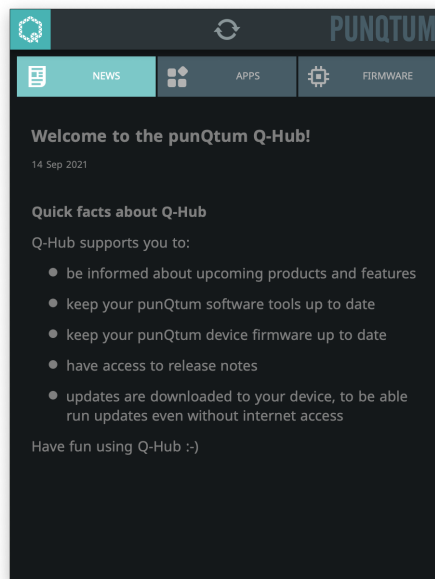 PUNQTUM
NEWS
APPS
FIRMWARE
Welcome to the punQtum Q-Hub!
14 Sep 2021
Quick facts about Q-Hub
Q-Hub supports you to:
be informed about upcoming products and features
keep your punQtum software tools up to date
keep your punQtum device firmware up to date
have access to release notes
updates are downloaded to your device, to be able
run updates even without internet access
Have fun using Q-Hub :-)